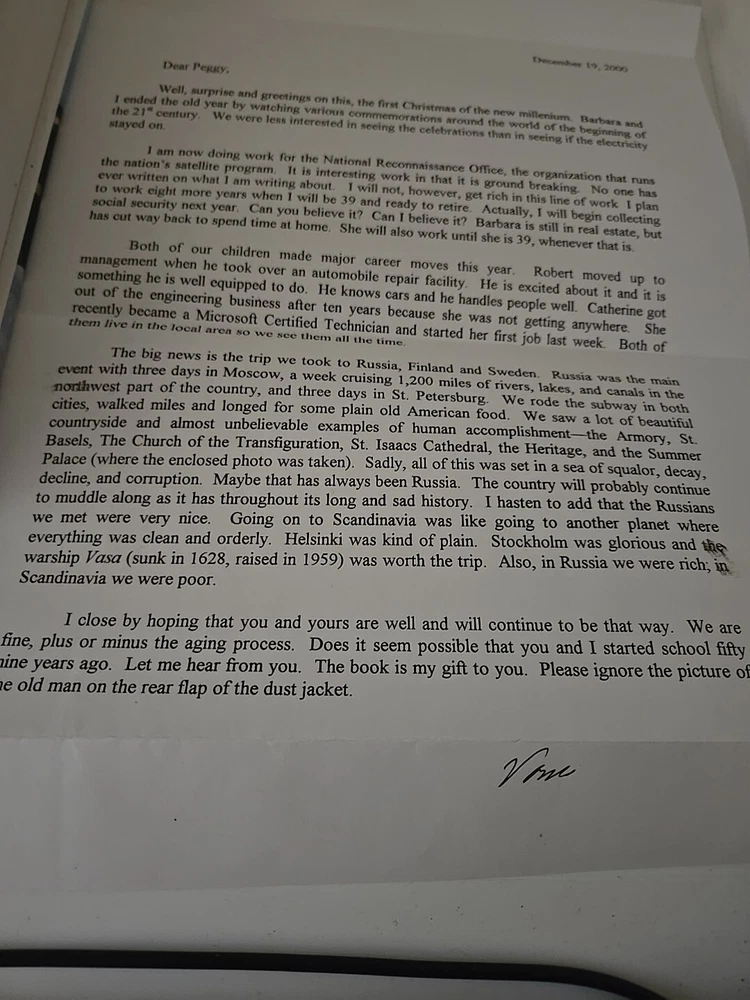 December 19, 2000
Dear Peggy,
Well, surprise and greetings on this, the first Christmas of the new millenium. Barbara and
I ended the old year by watching various commemorations around the world of the beginning of
the 21st century. We were less interested in seeing the celebrations than in seeing if the electricity
stayed on.
I am now doing work for the National Reconnaissance Office, the organization that runs
the nation's satellite program. It is interesting work in that it is ground breaking. No one has
ever written on what I am writing about. I will not, however, get rich in this line of work I plan
to work eight more years when I will be 39 and ready to retire. Actually, I will begin collecting
social security next year. Can you believe it? Can I believe it? Barbara is still in real estate, but
has cut way back to spend time at home. She will also work until she is 39, whenever that is.
Both of our children made major career moves this year. Robert moved up to
management when he took over an automobile repair facility. He is excited about it and it is
something he is well equipped to do. He knows cars and he handles people well. Catherine got
out of the engineering business after ten years because she was not getting anywhere. She
recently became a Microsoft Certified Technician and started her first job last week. Both of
them live in the local area so we see them all the time.
The big news is the trip we took to Russia, Finland and Sweden. Russia was the main
event with three days in Moscow, a week cruising 1,200 miles of rivers, lakes, and canals in the
northwest part of the country, and three days in St. Petersburg. We rode the subway in both
cities, walked miles and longed for some plain old American food. We saw a lot of beautiful
countryside and almost unbelievable examples of human accomplishment—the Armory, St.
Basels, The Church of the Transfiguration, St. Isaacs Cathedral, the Heritage, and the Summer
Palace (where the enclosed photo was taken). Sadly, all of this was set in a sea of squalor, decay,
decline, and corruption. Maybe that has always been Russia. The country will probably continue
to muddle along as it has throughout its long and sad history. I hasten to add that the Russians
we met were very nice. Going on to Scandinavia was like going to another planet where
everything was clean and orderly. Helsinki was kind of plain. Stockholm was glorious and the
warship Vasa (sunk in 1628, raised in 1959) was worth the trip. Also, in Russia we were rich; in
Scandinavia we were poor.
I close by hoping that you and yours are well and will continue to be that way. We are
fine, plus or minus the aging process. Does it seem possible that you and I started school fifty
nine years ago. Let me hear from you. The book is my gift to you. Please ignore the picture of
he old man on the rear flap of the dust jacket.